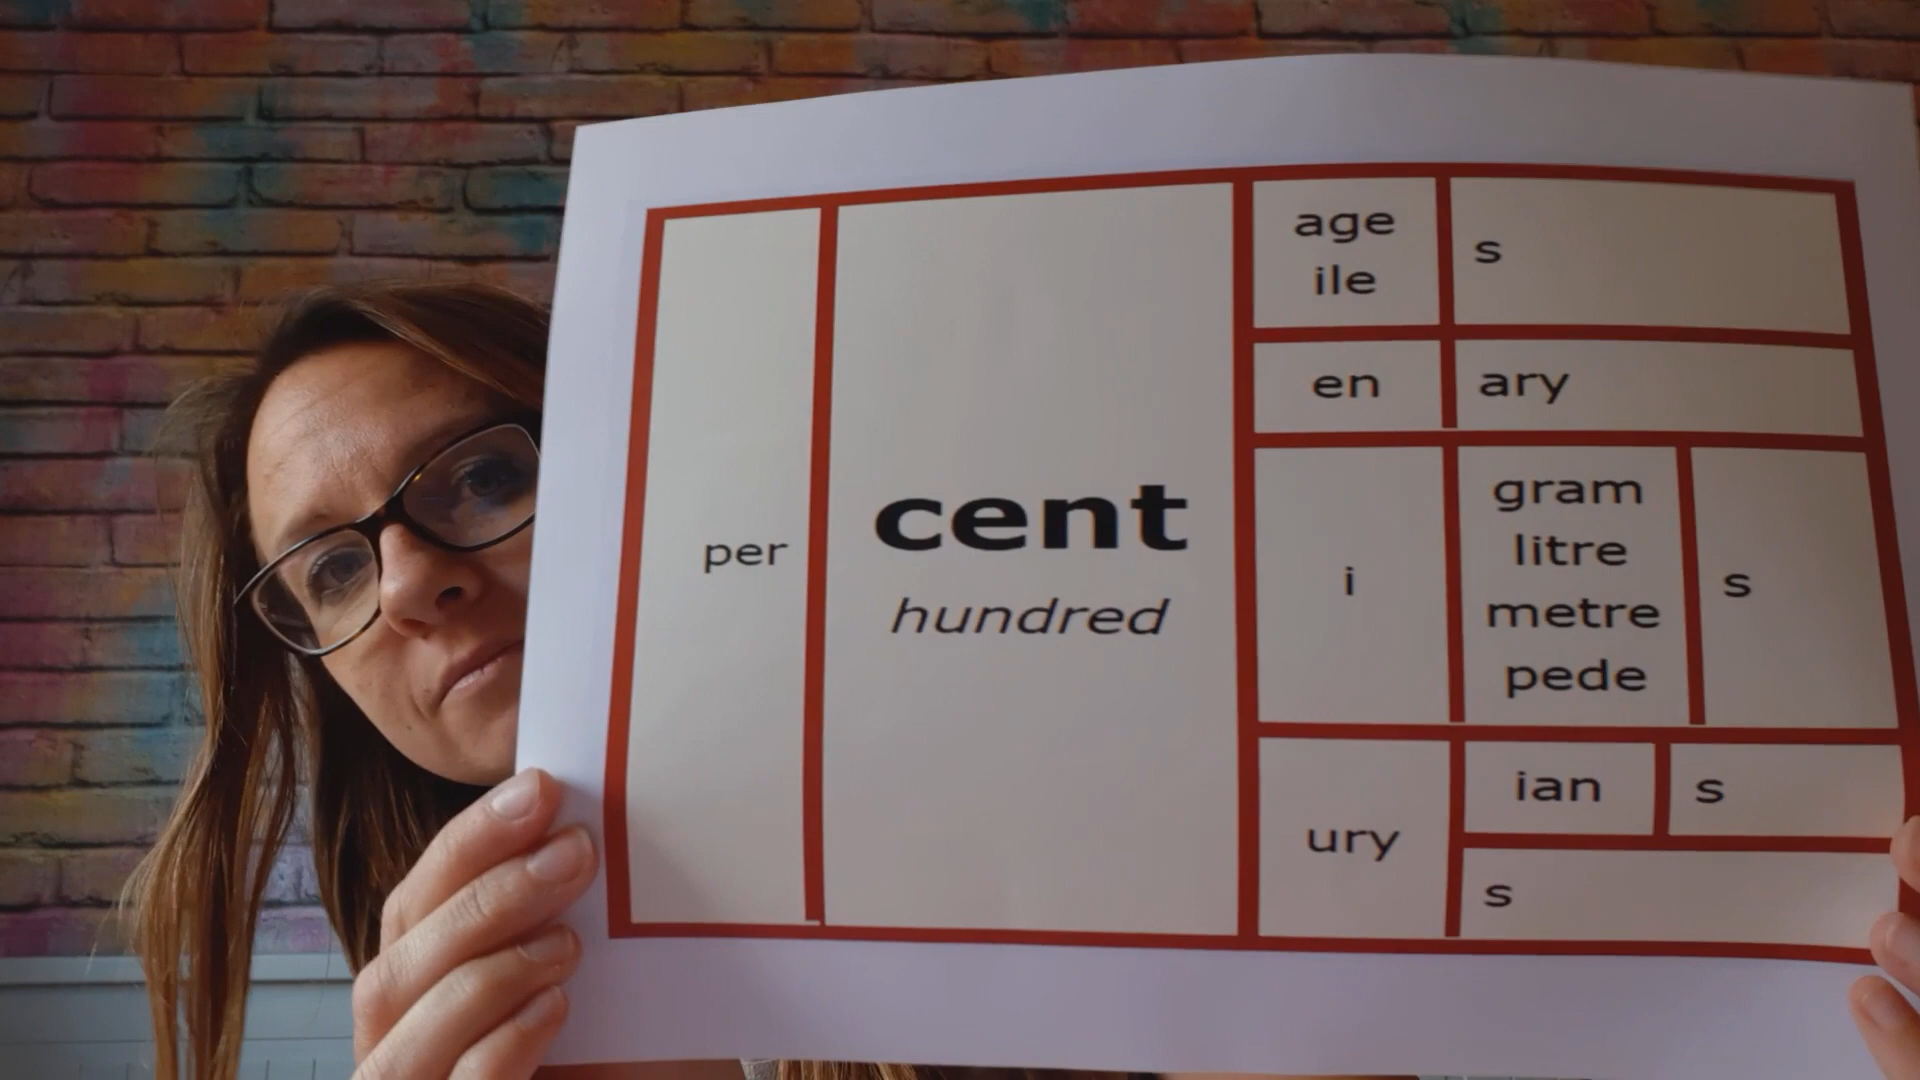 per
cent
hundred
age
ile
s
en
ary
i
gram
litre
metre
pede
s
ury
ian
s
s